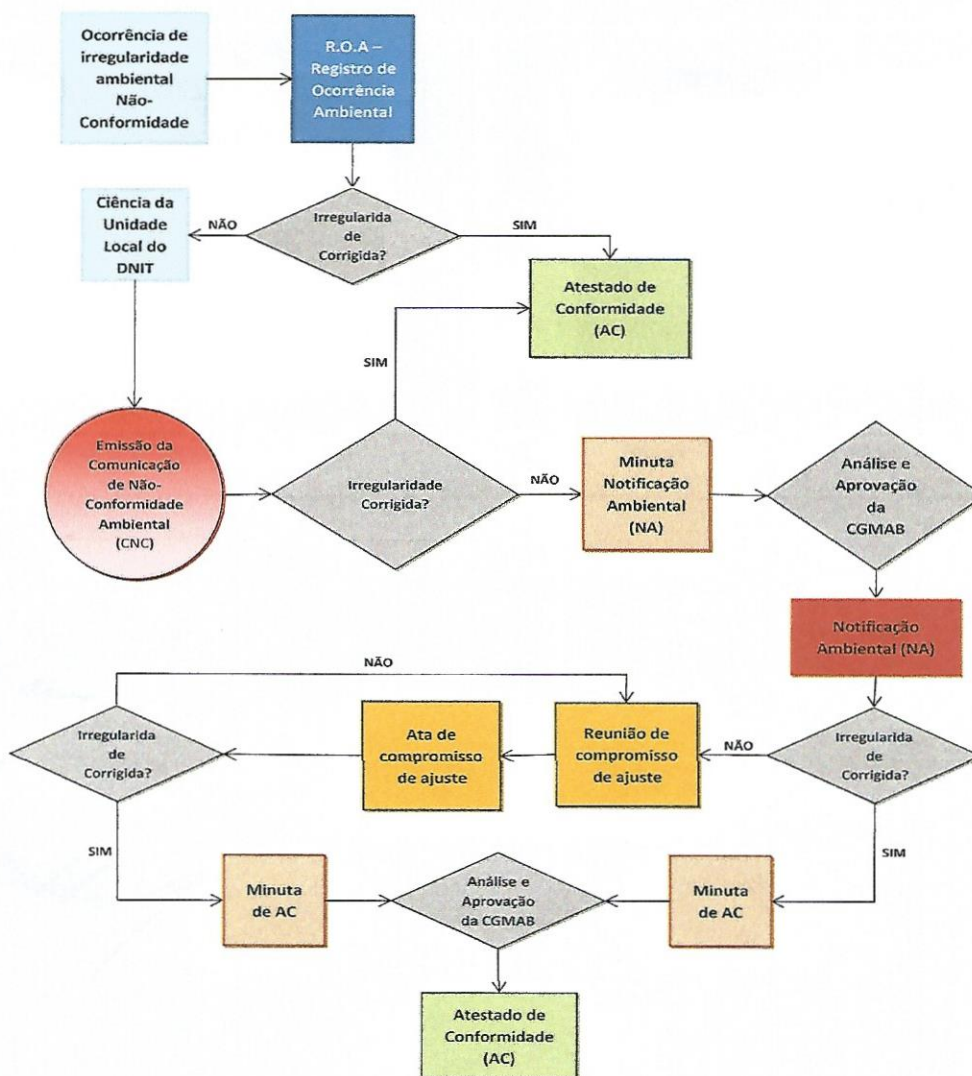 Ocorrência de
irregularidade
ambiental
Não-
Conformidade
R.O.A –
Registro de
Ocorrência
Ambiental
Ciência da
Unidade
Local do
DNIT
NÃO
Irregularida
de
Corrigida?
SIM
Atestado de
Conformidade
(AC)
SIM
Emissão da
Comunicação
de Não-
Conformidade
Ambiental
(CNC)
Irregularidade
Corrigida?
NÃO
Minuta
Notificação
Ambiental
(NA)
Análise e
Aprovação
da
CGMAB
Notificação
Ambiental (NA)
NÃO
Irregularida
de
Corrigida?
Ata de
compromisso
de ajuste
Reunião de
compromisso
de ajuste
NÃO
Irregularida
de
Corrigida?
SIM
SIM
Minuta
de AC
Análise e
Aprovação
da CGMAB
Minuta
de AC
Atestado de
Conformidade
(AC)